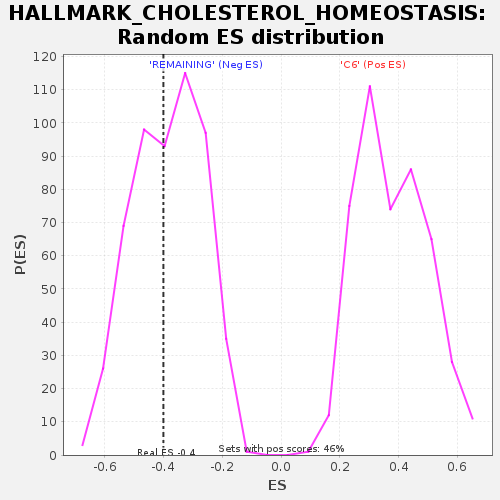 HALLMARK_CHOLESTEROL_HOMEOSTASIS:
Random ES distribution
'REMAINING' (Neg ES) 'C6' (Pos ES)
120
110
100
90
80
70
60
50
40
30
20
10
0
P(ES)
Real ES -0.4 Sets with pos scores: 46%
-0.6 -0.4 -0.2 0.0 0.2 0.4 0.6
ES